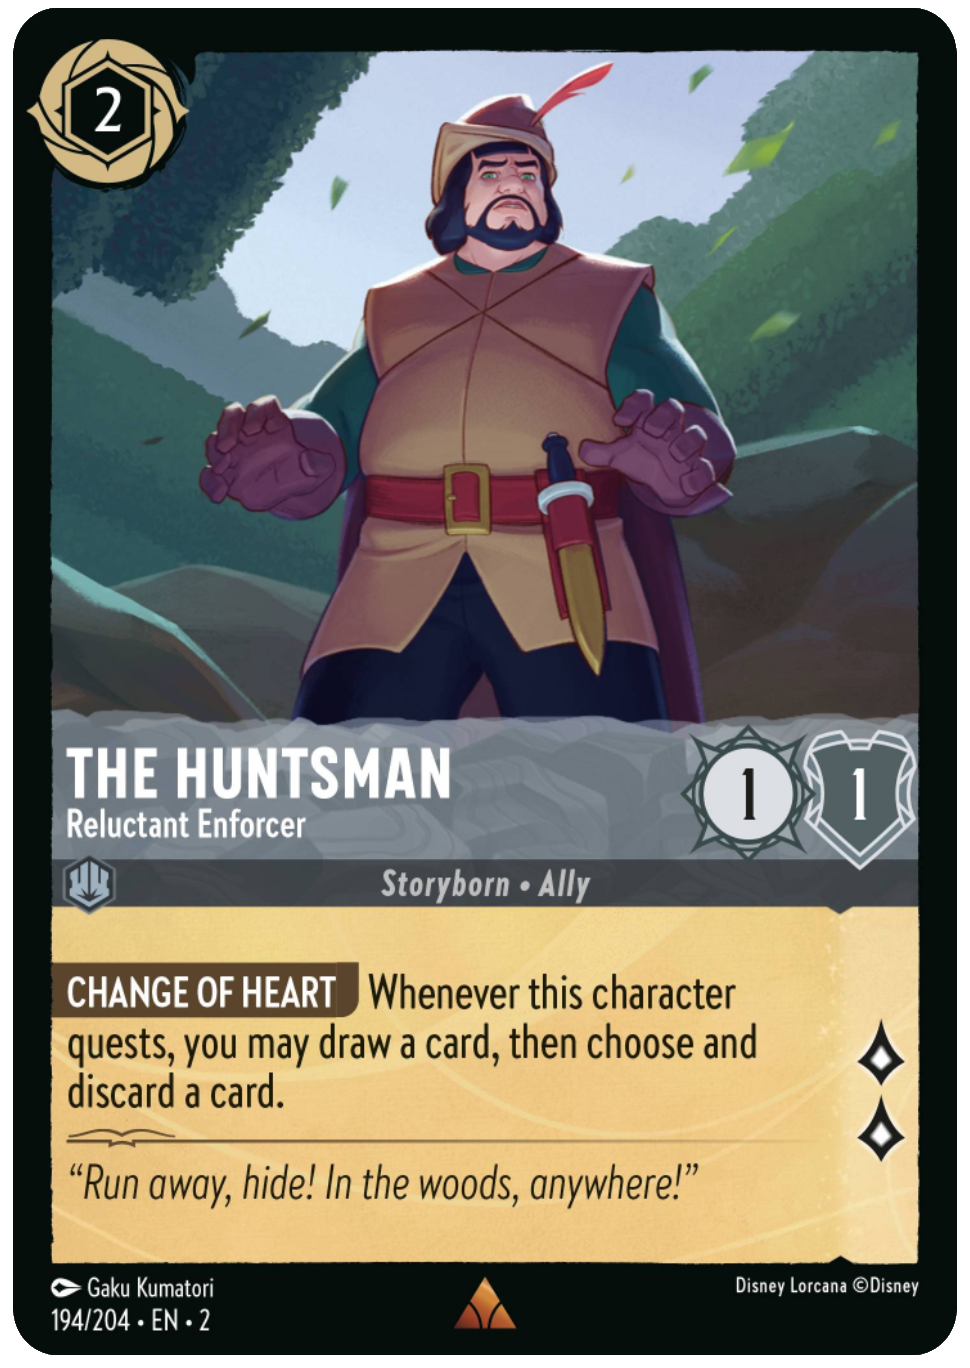 2
THE HUNTSMAN
Reluctant Enforcer
1
1
Storyborn • Ally
CHANGE OF HEART Whenever this character
quests, you may draw a card, then choose and
discard a card.
“Run away, hide! In the woods, anywhere!”
Gaku Kumatori
Disney Lorcana ©Disney
194/204 • EN • 2